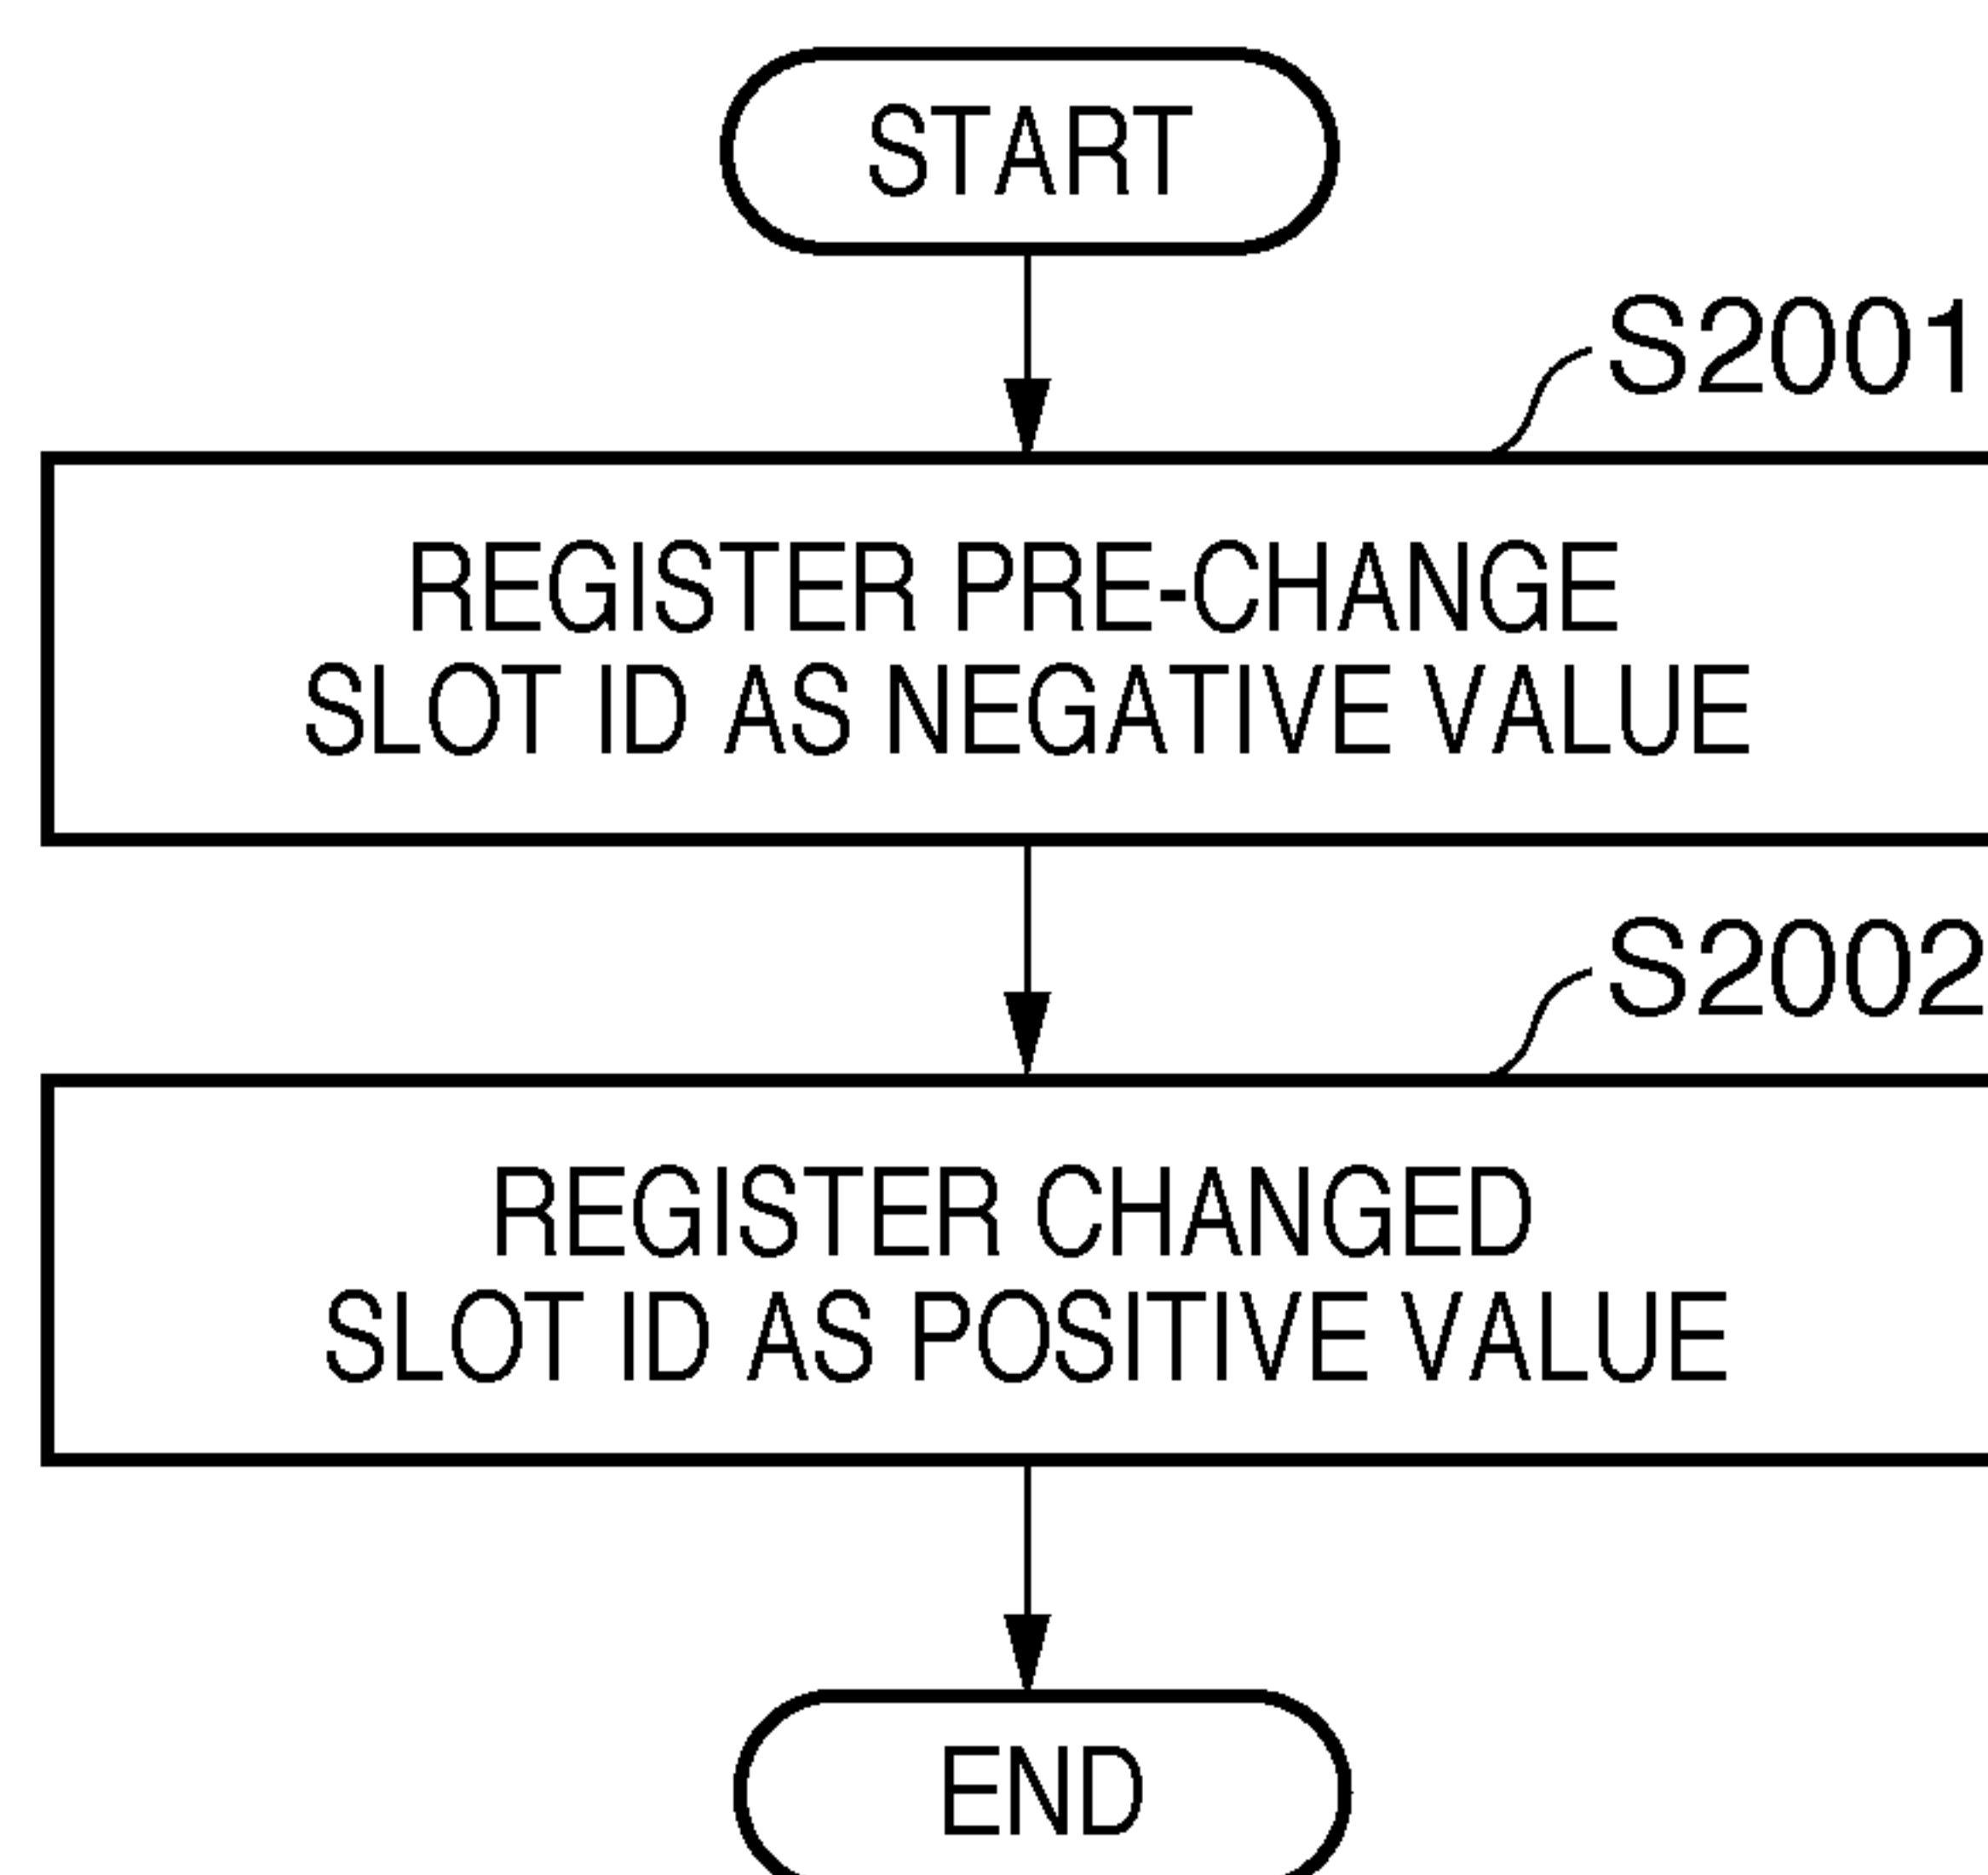 START
S2001
REGISTER PRE-CHANGE
SLOT ID AS NEGATIVE VALUE
S2002
REGISTER CHANGED
SLOT ID AS POSITIVE VALUE
END